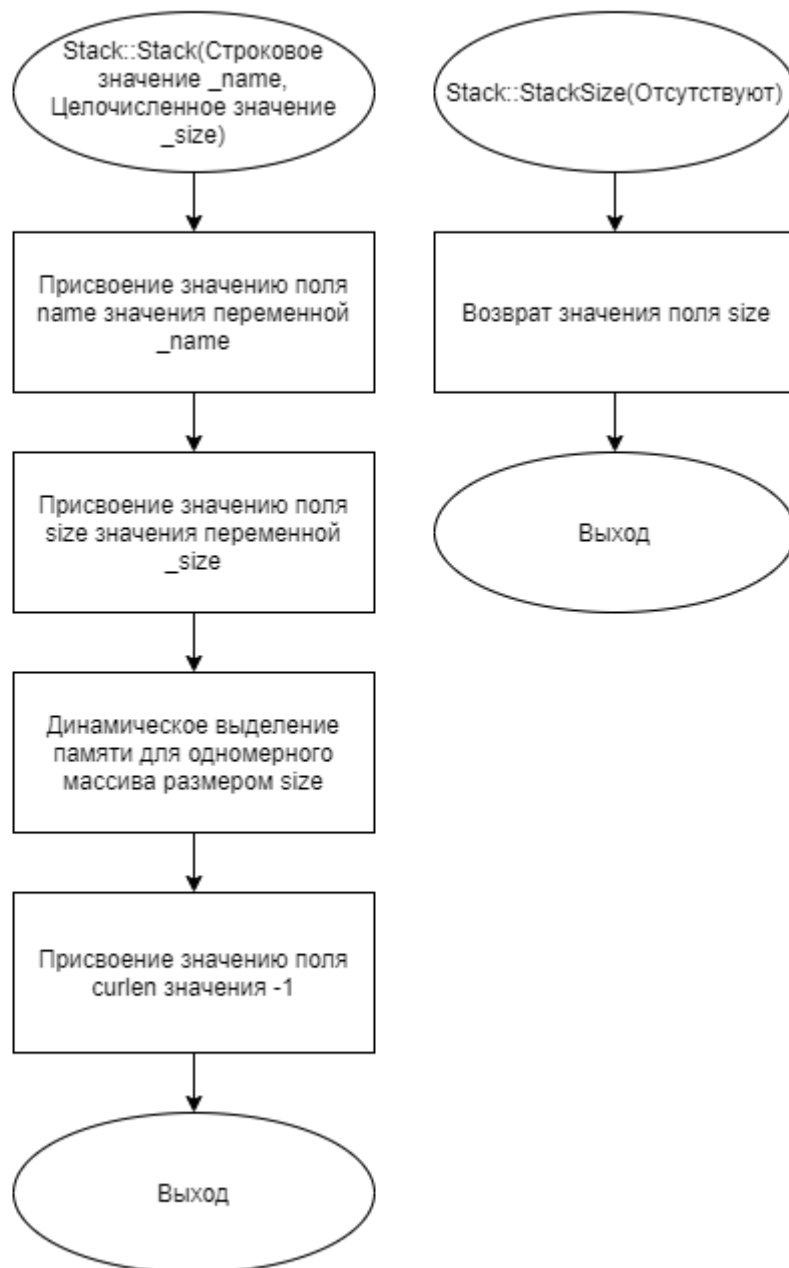 Stack::Stack(Строковое
значение _name,
Целочисленное значение
_size)
Присвоение значению поля
name значения переменной
_name
Присвоение значению поля
size значения переменной
_size
Динамическое выделение
памяти для одномерного
массива размером size
Присвоение значению поля
curlen значения -1
Выход
Stack::StackSize(Отсутствуют)
Возврат значения поля size
Выход